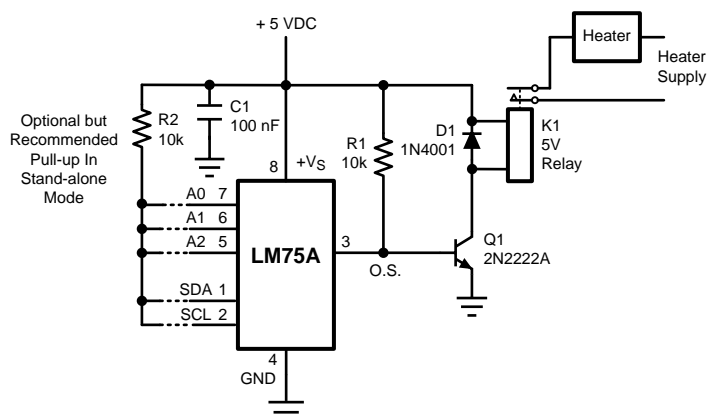 + 5 VDC
Heater
Heater
Supply
Optional but
Recommended
Pull-up In
Stand-alone
Mode
R2
10k
C1
100 nF
R1
10k
D1
1N4001
K1
5V
Relay
8
+VS
A0 7
A1 6
A2 5
SDA 1
SCL 2
LM75A
3
O.S.
Q1
2N2222A
4
GND